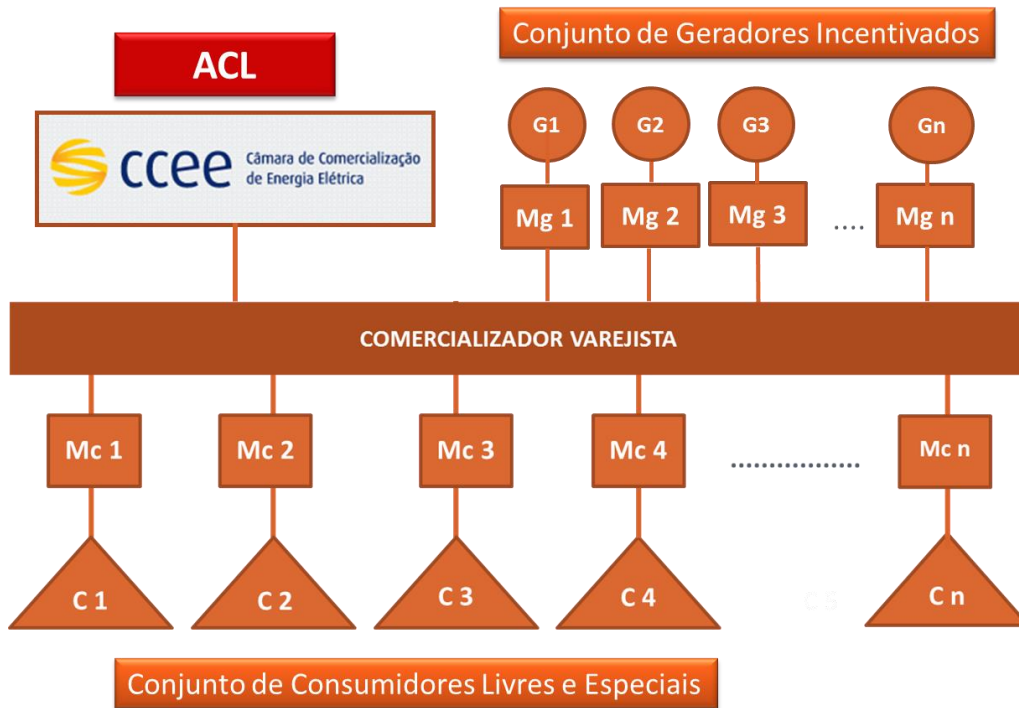 Conjunto de Geradores Incentivados
ACL
ccee
Câmara de Comercialização
de Energia Elétrica
G1 G2 G3 Gn
Mg 1 Mg 2 Mg 3 .... Mg n
COMERCIALIZADOR VAREJISTA
Mc 1 Mc 2 Mc 3 Mc 4 ................. Mc n
C 1 C 2 C 3 C 4 C 5 C n
Conjunto de Consumidores Livres e Especiais